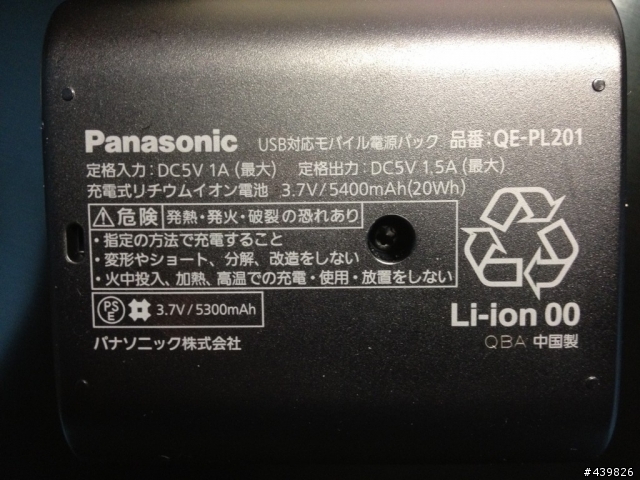 Panasonic USB対応モバイル電源パック 品番:QE-PL201
定格入力:DC5V 1A(最大) 定格出力:DC5V 1.5A(最大)
充電式リチウムイオン電池 3.7V/5400mAh(20Wh)
⚠危険 発熱・発火・破裂の恐れあり
・指定の方法で充電すること
・変形やショート、分解、改造をしない
・火中投入、加熱、高温での充電・使用・放置をしない
PSE 3.7V/5300mAh
Li-ion 00
パナソニック株式会社
QBA 中国製
#439826